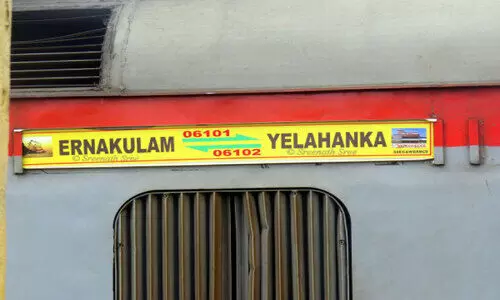 ERNAKULAM 06101 YELAHANKA
06102
© Sreenath Sree © Sreenath Sree